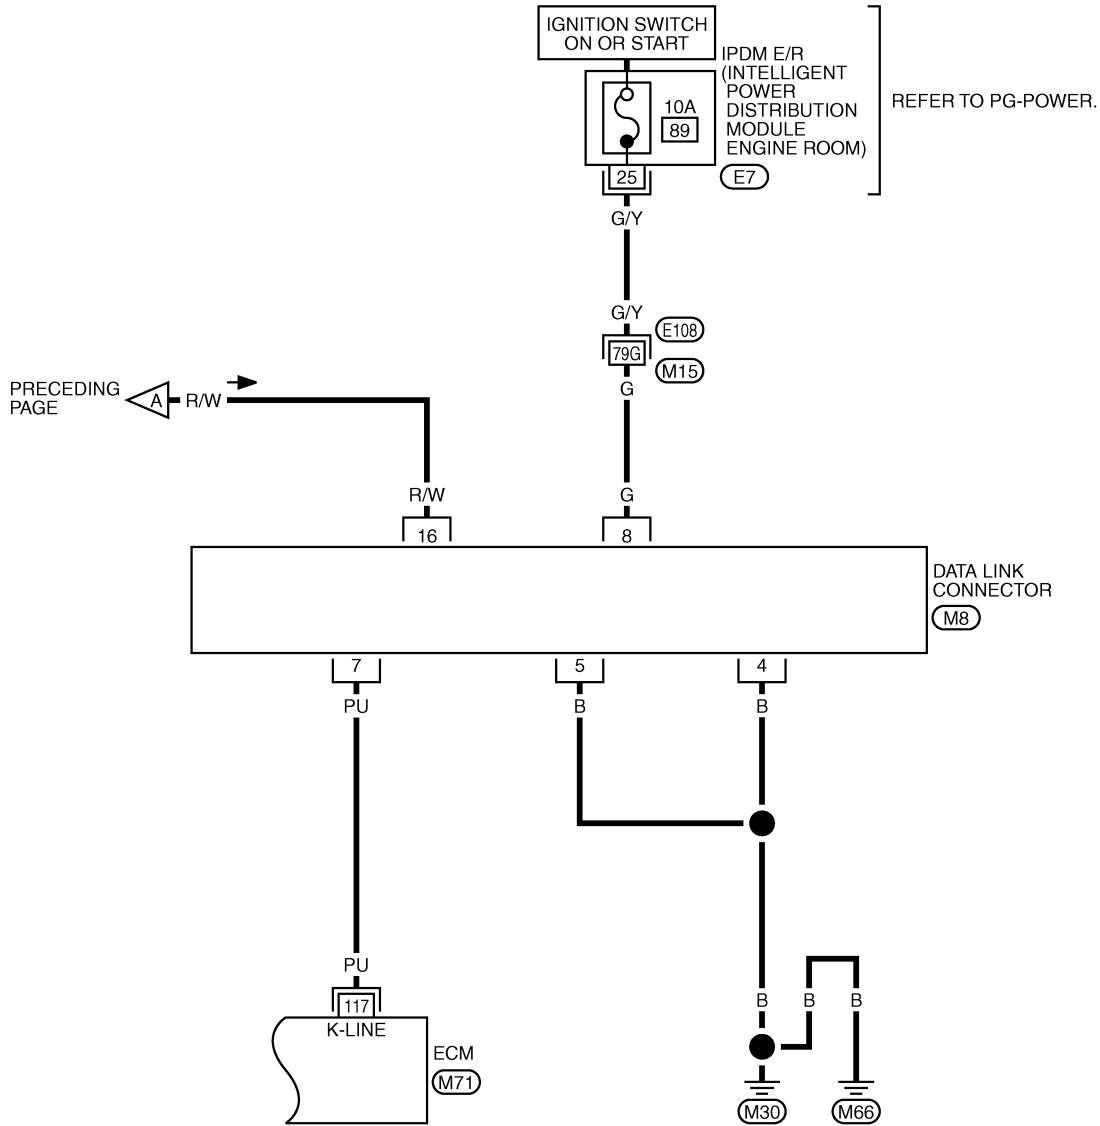 IGNITION SWITCH
ON OR START
IPDM E/R
(INTELLIGENT
POWER
DISTRIBUTION
MODULE
ENGINE ROOM)
10A
89
REFER TO PG-POWER.
25
E7
G/Y
G/Y
E108
79G
M15
G
PRECEDING
PAGE
A
R/W
R/W
G
16
8
DATA LINK
CONNECTOR
M8
7
5
4
PU
B
B
PU
117
K-LINE
B
B
B
ECM
M71
M30
M66